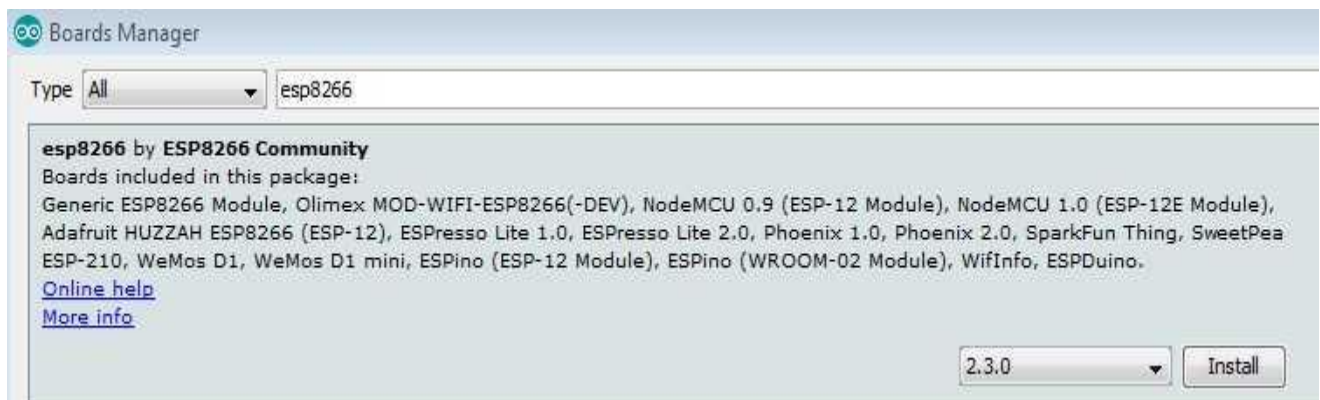 Boards Manager
Type All esp8266
esp8266 by ESP8266 Community
Boards included in this package:
Generic ESP8266 Module, Olimex MOD-WIFI-ESP8266(-DEV), NodeMCU 0.9 (ESP-12 Module), NodeMCU 1.0 (ESP-12E Module),
Adafruit HUZZAH ESP8266 (ESP-12), ESPresso Lite 1.0, ESPresso Lite 2.0, Phoenix 1.0, Phoenix 2.0, SparkFun Thing, SweetPea
ESP-210, WeMos D1, WeMos D1 mini, ESPino (ESP-12 Module), ESPino (WROOM-02 Module), WifInfo, ESPDuino.
Online help
More info
2.3.0 Install